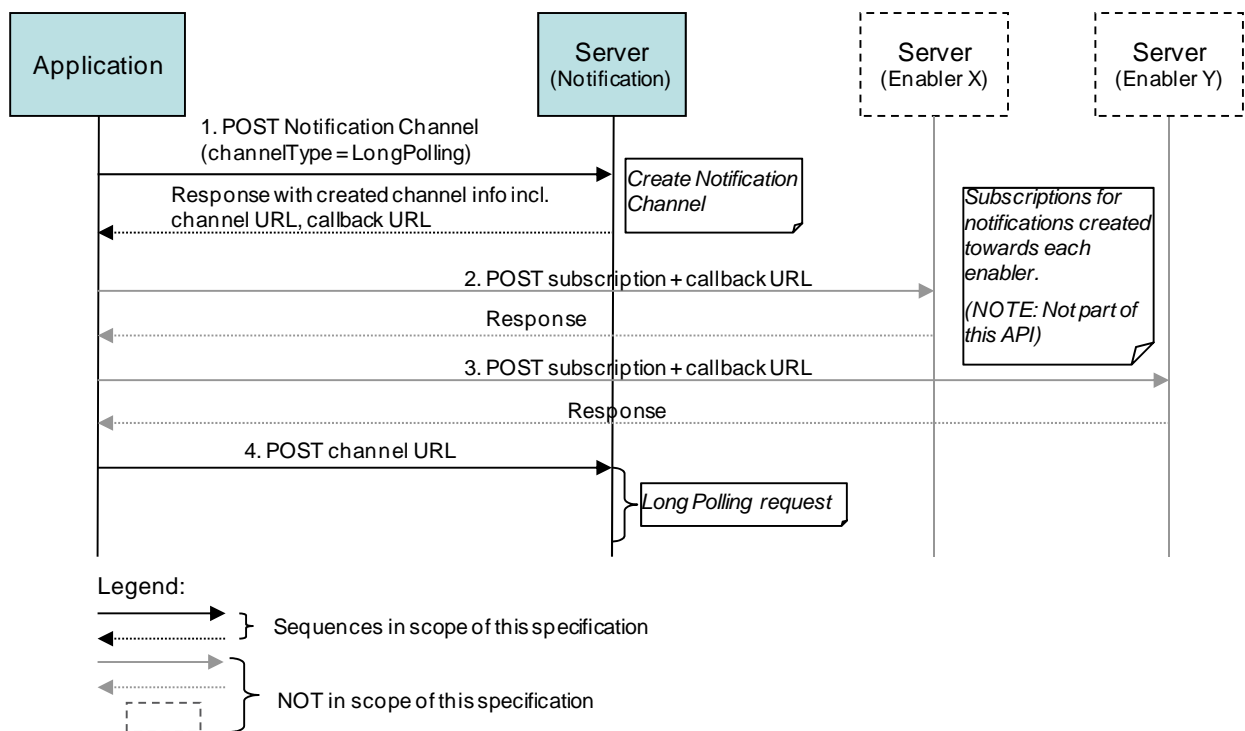 Application
Server
(Notification)
Server
(Enabler X)
Server
(Enabler Y)
1. POST Notification Channel
(channelType = LongPolling)
Create Notification
Channel
Response with created channel info incl.
channel URL, callback URL
Subscriptions for
notifications created
towards each
enabler.
(NOTE: Not part of
this API)
2. POST subscription + callback URL
Response
3. POST subscription + callback URL
Response
4. POST channel URL
Long Polling request
Legend:
Sequences in scope of this specification
NOT in scope of this specification